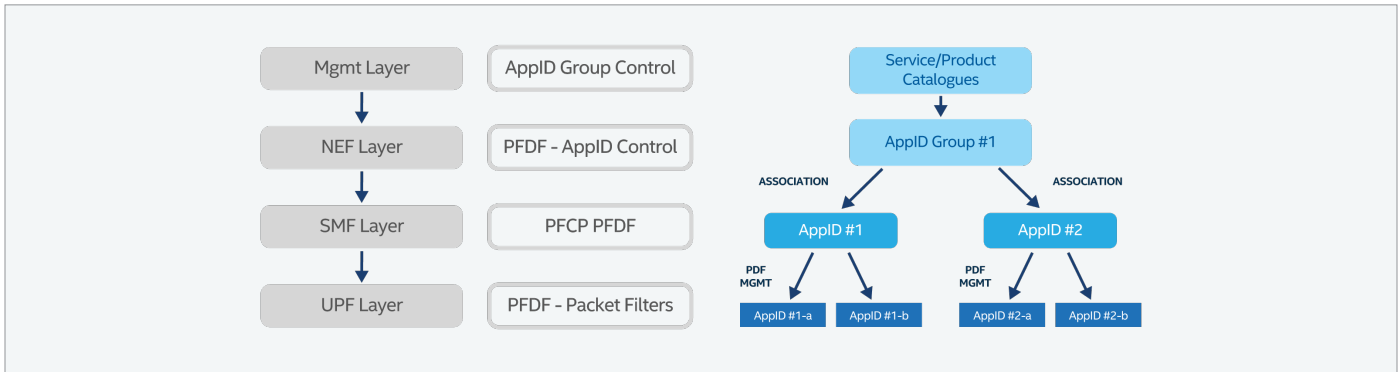 Mgmt Layer
AppID Group Control
NEF Layer
PFDF - AppID Control
SMF Layer
PFCP PFDF
UPF Layer
PFDF - Packet Filters
Service/Product
Catalogues
AppID Group #1
ASSOCIATION
ASSOCIATION
AppID #1
AppID #2
PDF
MGMT
PDF
MGMT
AppID #1-a
AppID #1-b
AppID #2-a
AppID #2-b